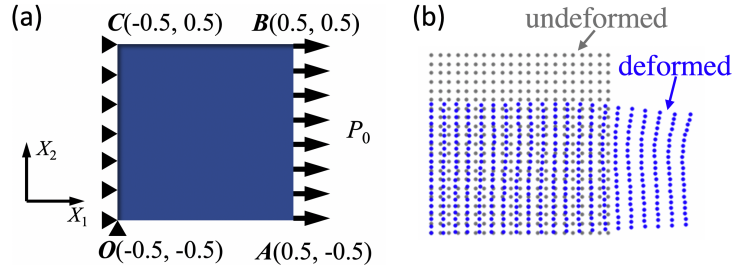 (a)
C(-0.5, 0.5)
B(0.5, 0.5)
P₀
X₂
X₁
O(-0.5, -0.5)
A(0.5, -0.5)
(b)
undeformed
deformed